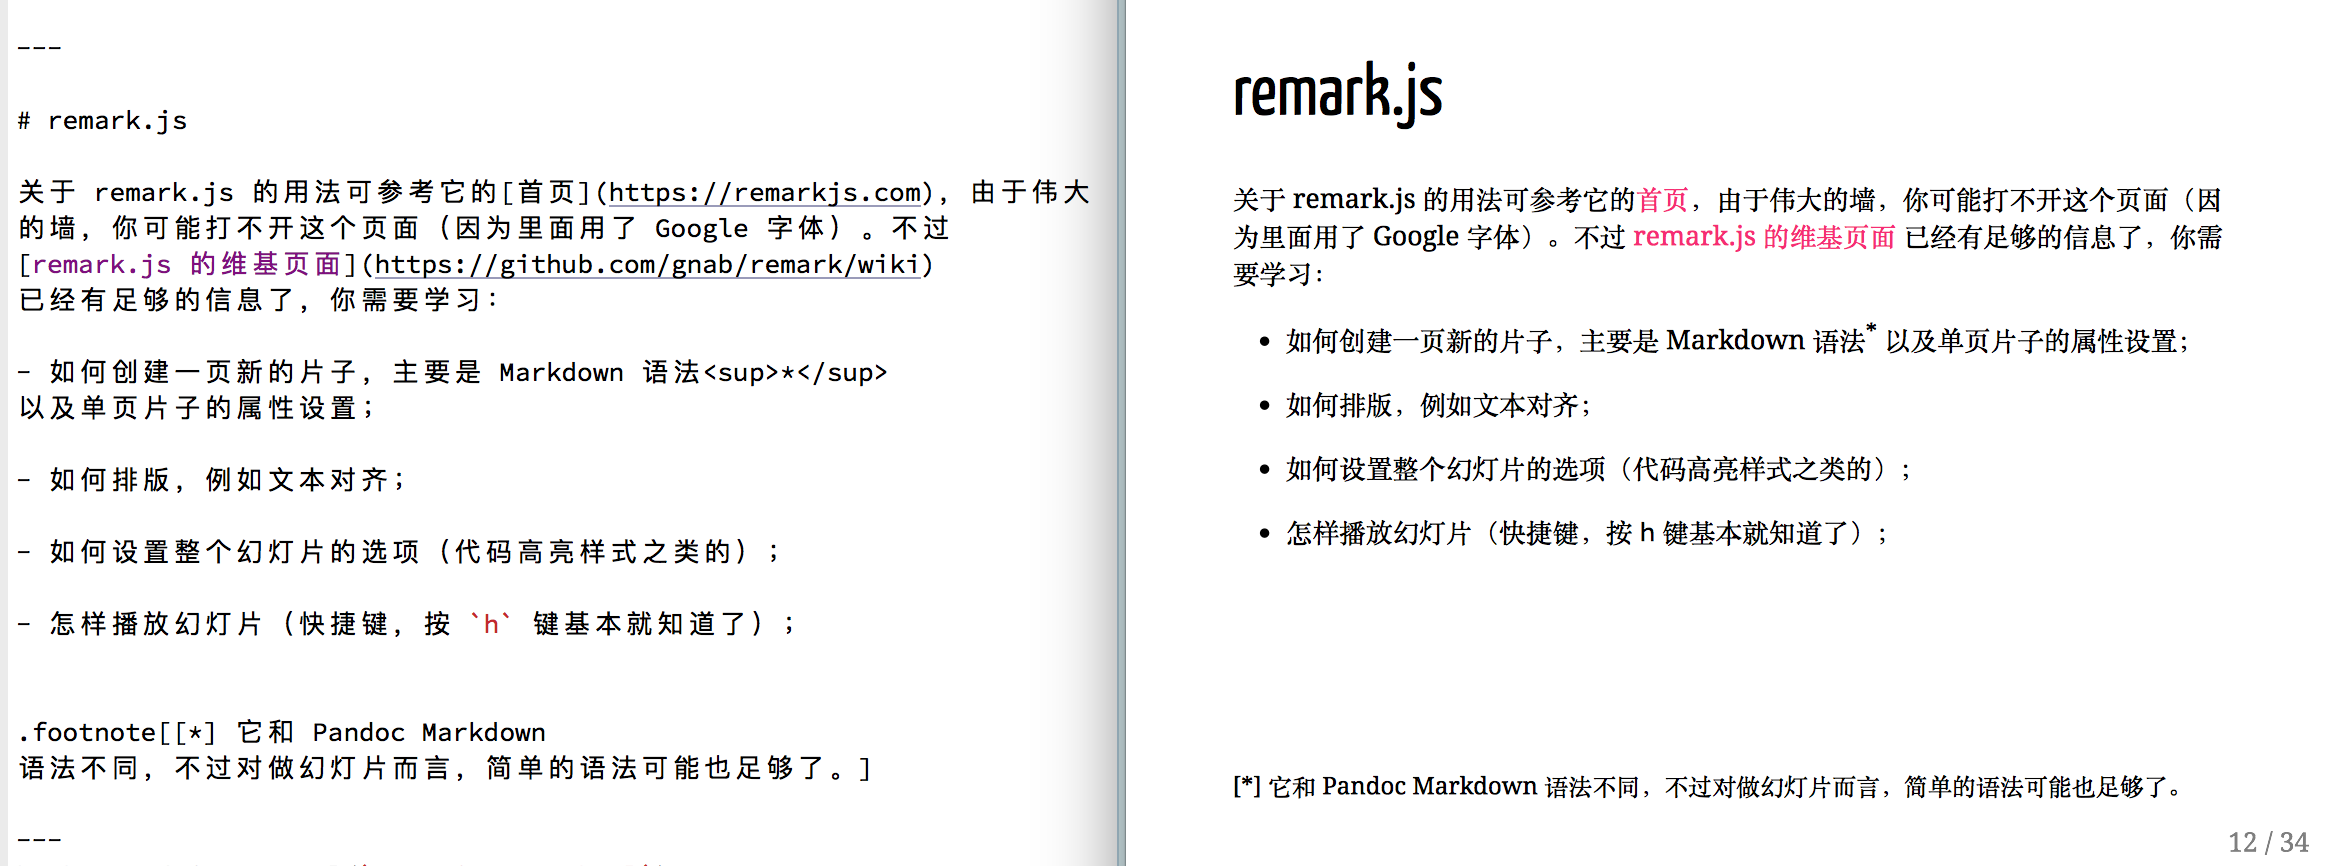 ---
# remark.js
关于 remark.js 的用法可参考它的[首页](https://remarkjs.com)，由于伟大
的墙，你可能打不开这个页面（因为里面用了 Google 字体）。不过
[remark.js 的维基页面](https://github.com/gnab/remark/wiki)
已经有足够的信息了，你需要学习：
- 如何创建一页新的片子，主要是 Markdown 语法<sup>*</sup>
以及单页片子的属性设置；
- 如何排版，例如文本对齐；
- 如何设置整个幻灯片的选项（代码高亮样式之类的）；
- 怎样播放幻灯片（快捷键，按 `h` 键基本就知道了）；
.footnote[[*] 它和 Pandoc Markdown
语法不同，不过对做幻灯片而言，简单的语法可能也足够了。]
---
remark.js
关于 remark.js 的用法可参考它的首页，由于伟大的墙，你可能打不开这个页面（因
为里面用了 Google 字体）。不过 remark.js 的维基页面 已经有足够的信息了，你需
要学习：
• 如何创建一页新的片子，主要是 Markdown 语法* 以及单页片子的属性设置；
• 如何排版，例如文本对齐；
• 如何设置整个幻灯片的选项（代码高亮样式之类的）；
• 怎样播放幻灯片（快捷键，按 h 键基本就知道了）；
[*] 它和 Pandoc Markdown 语法不同，不过对做幻灯片而言，简单的语法可能也足够了。
12 / 34